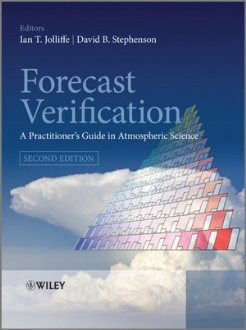 Editors
Ian T. Jolliffe | David B. Stephenson
Forecast
Verification
A Practitioner's Guide in Atmospheric Science
SECOND EDITION
WILEY